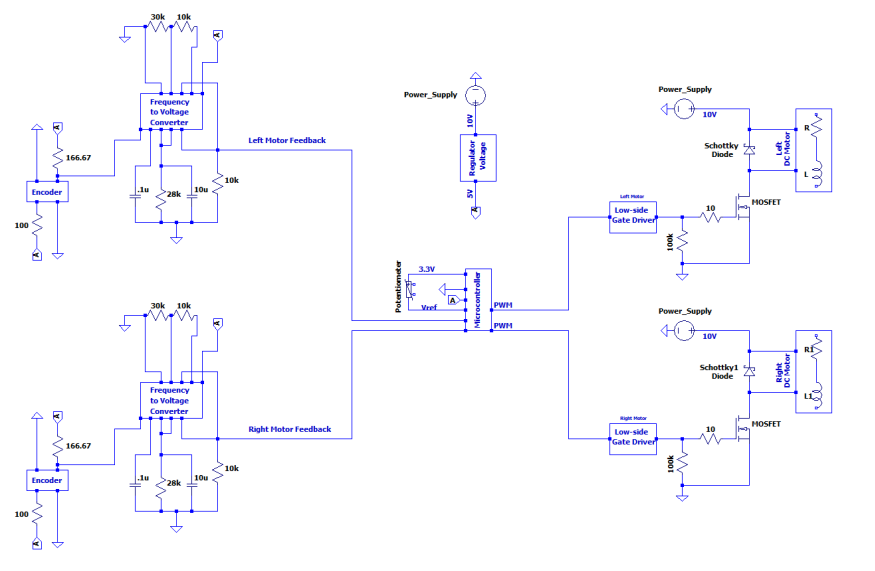 30k 10k
A
Frequency
to Voltage
Converter
A
166.67
Encoder
100
A
.1u
28k
10u
10k
Left Motor Feedback
Power_Supply
10V
Regulator
Voltage
5V
A
Power_Supply
10V
Schottky
Diode
Left
DC Motor
R
L
MOSFET
Left Motor
Low-side
Gate Driver
10
100k
Potentiometer
3.3V
A
Vref
Microcontroller
PWM
PWM
30k 10k
A
Frequency
to Voltage
Converter
A
166.67
Encoder
100
A
.1u
28k
10u
10k
Right Motor Feedback
Power_Supply
10V
Schottky1
Diode
Right
DC Motor
R1
L1
MOSFET
Right Motor
Low-side
Gate Driver
10
100k